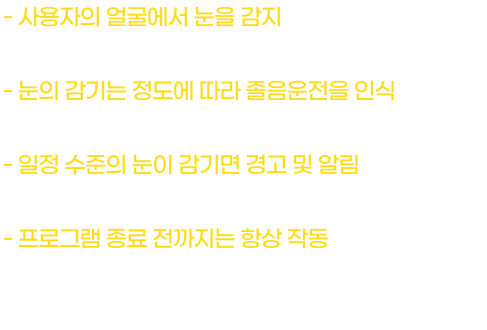 - 사용자의 얼굴에서 눈을 감지
- 눈의 감기는 정도에 따라 졸음운전을 인식
- 일정 수준의 눈이 감기면 경고 및 알림
- 프로그램 종료 전까지는 항상 작동